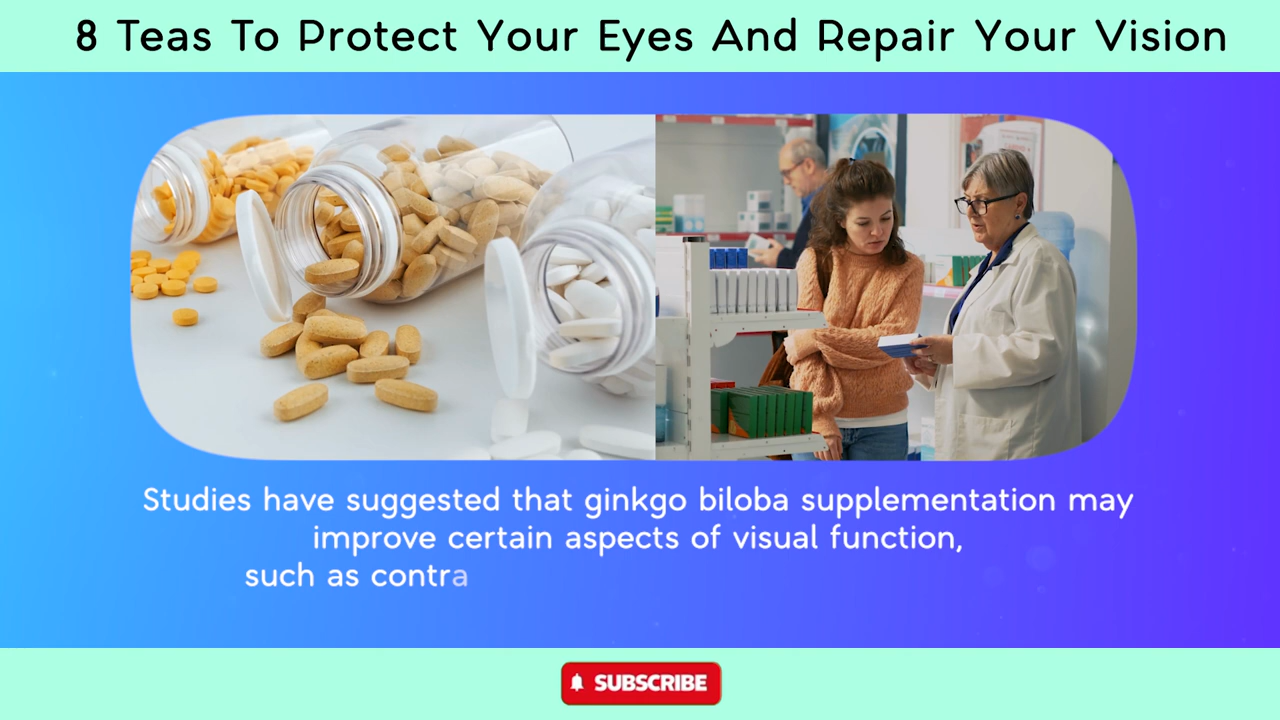 8 Teas To Protect Your Eyes And Repair Your Vision
Studies have suggested that ginkgo biloba supplementation may
improve certain aspects of visual function,
such as contra
SUBSCRIBE